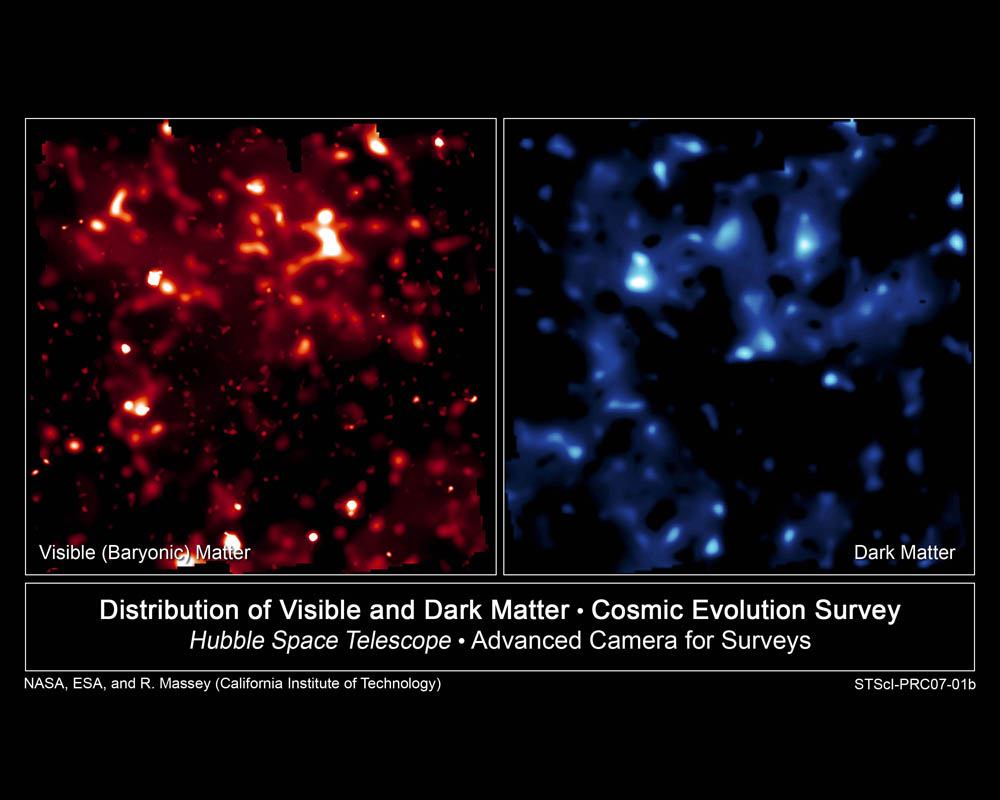 Visible (Baryonic) Matter
Dark Matter
Distribution of Visible and Dark Matter • Cosmic Evolution Survey
Hubble Space Telescope • Advanced Camera for Surveys
NASA, ESA, and R. Massey (California Institute of Technology)
STScI-PRC07-01b